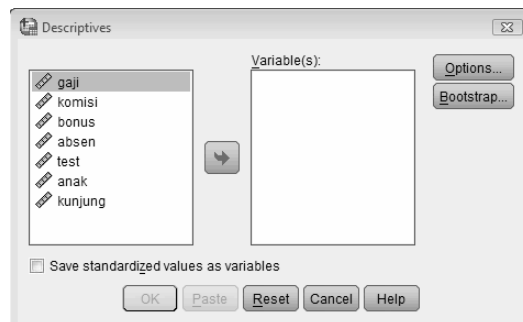 Descriptives
Variable(s):
gaji
komisi
bonus
absen
test
anak
kunjung
Options...
Bootstrap...
Save standardized values as variables
OK Paste Reset Cancel Help